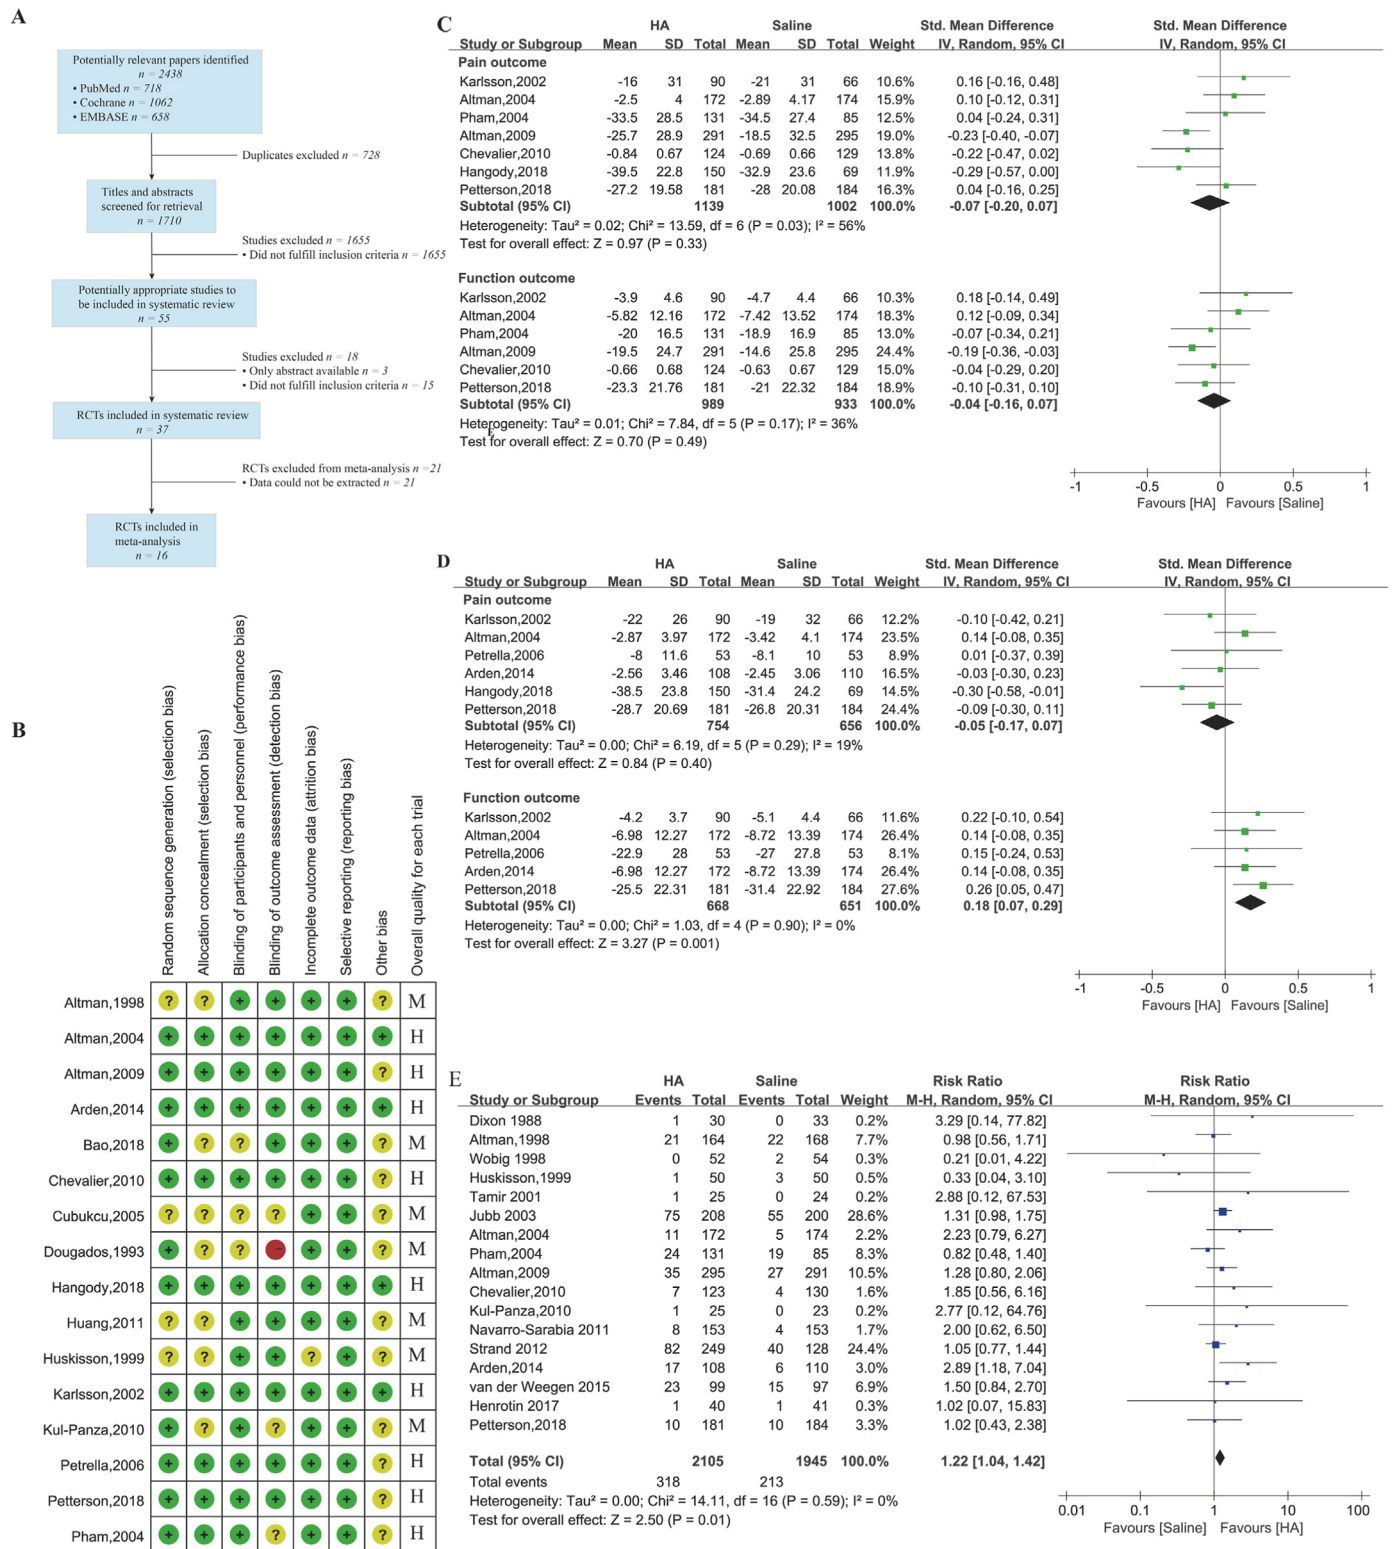 A
Potentially relevant papers identified
n = 2438
• PubMed n = 718
• Cochrane n = 1062
• EMBASE n = 658
Duplicates excluded n = 728
Titles and abstracts
screened for retrieval
n = 1710
Studies excluded n = 1655
• Did not fulfill inclusion criteria n = 1655
Potentially appropriate studies to
be included in systematic review
n = 55
Studies excluded n = 18
• Only abstract available n = 3
• Did not fulfill inclusion criteria n = 15
RCTs included in systematic review
n = 37
RCTs excluded from meta-analysis n =21
• Data could not be extracted n = 21
RCTs included in
meta-analysis
n = 16
B
Random sequence generation (selection bias)
Allocation concealment (selection bias)
Blinding of participants and personnel (performance bias)
Blinding of outcome assessment (detection bias)
Incomplete outcome data (attrition bias)
Selective reporting (reporting bias)
Other bias
Overall quality for each trial
Altman,1998 ? ? + + + + ? M
Altman,2004 + + + + + + + H
Altman,2009 + + + + + + ? H
Arden,2014 + + + + + + + H
Bao,2018 + ? ? + + + ? M
Chevalier,2010 + + + + + + ? H
Cubukcu,2005 ? ? ? ? + + ? M
Dougados,1993 + ? ? - + + ? M
Hangody,2018 + + + + + + + H
Huang,2011 ? ? + + + + ? M
Huskisson,1999 ? ? + + ? + ? M
Karlsson,2002 + + + + + + + H
Kul-Panza,2010 + ? + ? + + ? M
Petrella,2006 + + + + + + ? H
Petterson,2018 + + + + + + ? H
Pham,2004 + + + ? + + ? H
C
HA Saline Std. Mean Difference Std. Mean Difference
Study or Subgroup Mean SD Total Mean SD Total Weight IV, Random, 95% CI IV, Random, 95% CI
Pain outcome
Karlsson,2002 -16 31 90 -21 31 66 10.6% 0.16 [-0.16, 0.48]
Altman,2004 -2.5 4 172 -2.89 4.17 174 15.9% 0.10 [-0.12, 0.31]
Pham,2004 -33.5 28.5 131 -34.5 27.4 85 12.5% 0.04 [-0.24, 0.31]
Altman,2009 -25.7 28.9 291 -18.5 32.5 295 19.0% -0.23 [-0.40, -0.07]
Chevalier,2010 -0.84 0.67 124 -0.69 0.66 129 13.8% -0.22 [-0.47, 0.02]
Hangody,2018 -39.5 22.8 150 -32.9 23.6 69 11.9% -0.29 [-0.57, 0.00]
Petterson,2018 -27.2 19.58 181 -28 20.08 184 16.3% 0.04 [-0.16, 0.25]
Subtotal (95% CI) 1139 1002 100.0% -0.07 [-0.20, 0.07]
Heterogeneity: Tau² = 0.02; Chi² = 13.59, df = 6 (P = 0.03); I² = 56%
Test for overall effect: Z = 0.97 (P = 0.33)
Function outcome
Karlsson,2002 -3.9 4.6 90 -4.7 4.4 66 10.3% 0.18 [-0.14, 0.49]
Altman,2004 -5.82 12.16 172 -7.42 13.52 174 18.3% 0.12 [-0.09, 0.34]
Pham,2004 -20 16.5 131 -18.9 16.9 85 13.0% -0.07 [-0.34, 0.21]
Altman,2009 -19.5 24.7 291 -14.6 25.8 295 24.4% -0.19 [-0.36, -0.03]
Chevalier,2010 -0.66 0.68 124 -0.63 0.67 129 15.0% -0.04 [-0.29, 0.20]
Petterson,2018 -23.3 21.76 181 -21 22.32 184 18.9% -0.10 [-0.31, 0.10]
Subtotal (95% CI) 989 933 100.0% -0.04 [-0.16, 0.07]
Heterogeneity: Tau² = 0.01; Chi² = 7.84, df = 5 (P = 0.17); I² = 36%
Test for overall effect: Z = 0.70 (P = 0.49)
-1 -0.5 0 0.5 1
Favours [HA] Favours [Saline]
D
HA Saline Std. Mean Difference Std. Mean Difference
Study or Subgroup Mean SD Total Mean SD Total Weight IV, Random, 95% CI IV, Random, 95% CI
Pain outcome
Karlsson,2002 -22 26 90 -19 32 66 12.2% -0.10 [-0.42, 0.21]
Altman,2004 -2.87 3.97 172 -3.42 4.1 174 23.5% 0.14 [-0.08, 0.35]
Petrella,2006 -8 11.6 53 -8.1 10 53 8.9% 0.01 [-0.37, 0.39]
Arden,2014 -2.56 3.46 108 -2.45 3.06 110 16.5% -0.03 [-0.30, 0.23]
Hangody,2018 -38.5 23.8 150 -31.4 24.2 69 14.5% -0.30 [-0.58, -0.01]
Petterson,2018 -28.7 20.69 181 -26.8 20.31 184 24.4% -0.09 [-0.30, 0.11]
Subtotal (95% CI) 754 656 100.0% -0.05 [-0.17, 0.07]
Heterogeneity: Tau² = 0.00; Chi² = 6.19, df = 5 (P = 0.29); I² = 19%
Test for overall effect: Z = 0.84 (P = 0.40)
Function outcome
Karlsson,2002 -4.2 3.7 90 -5.1 4.4 66 11.6% 0.22 [-0.10, 0.54]
Altman,2004 -6.98 12.27 172 -8.72 13.39 174 26.4% 0.14 [-0.08, 0.35]
Petrella,2006 -22.9 28 53 -27 27.8 53 8.1% 0.15 [-0.24, 0.53]
Arden,2014 -6.98 12.27 172 -8.72 13.39 174 26.4% 0.14 [-0.08, 0.35]
Petterson,2018 -25.5 22.31 181 -31.4 22.92 184 27.6% 0.26 [0.05, 0.47]
Subtotal (95% CI) 668 651 100.0% 0.18 [0.07, 0.29]
Heterogeneity: Tau² = 0.00; Chi² = 1.03, df = 4 (P = 0.90); I² = 0%
Test for overall effect: Z = 3.27 (P = 0.001)
-1 -0.5 0 0.5 1
Favours [HA] Favours [Saline]
E
HA Saline Risk Ratio Risk Ratio
Study or Subgroup Events Total Events Total Weight M-H, Random, 95% CI M-H, Random, 95% CI
Dixon 1988 1 30 0 33 0.2% 3.29 [0.14, 77.82]
Altman,1998 21 164 22 168 7.7% 0.98 [0.56, 1.71]
Wobig 1998 0 52 2 54 0.3% 0.21 [0.01, 4.22]
Huskisson,1999 1 50 3 50 0.5% 0.33 [0.04, 3.10]
Tamir 2001 1 25 0 24 0.2% 2.88 [0.12, 67.53]
Jubb 2003 75 208 55 200 28.6% 1.31 [0.98, 1.75]
Altman,2004 11 172 5 174 2.2% 2.23 [0.79, 6.27]
Pham,2004 24 131 19 85 8.3% 0.82 [0.48, 1.40]
Altman,2009 35 295 27 291 10.5% 1.28 [0.80, 2.06]
Chevalier,2010 7 123 4 130 1.6% 1.85 [0.56, 6.16]
Kul-Panza,2010 1 25 0 23 0.2% 2.77 [0.12, 64.76]
Navarro-Sarabia 2011 8 153 4 153 1.7% 2.00 [0.62, 6.50]
Strand 2012 82 249 40 128 24.4% 1.05 [0.77, 1.44]
Arden,2014 17 108 6 110 3.0% 2.89 [1.18, 7.04]
van der Weegen 2015 23 99 15 97 6.9% 1.50 [0.84, 2.70]
Henrotin 2017 1 40 1 41 0.3% 1.02 [0.07, 15.83]
Petterson,2018 10 181 10 184 3.3% 1.02 [0.43, 2.38]
Total (95% CI) 2105 1945 100.0% 1.22 [1.04, 1.42]
Total events 318 213
Heterogeneity: Tau² = 0.00; Chi² = 14.11, df = 16 (P = 0.59); I² = 0%
Test for overall effect: Z = 2.50 (P = 0.01)
0.01 0.1 1 10 100
Favours [Saline] Favours [HA]